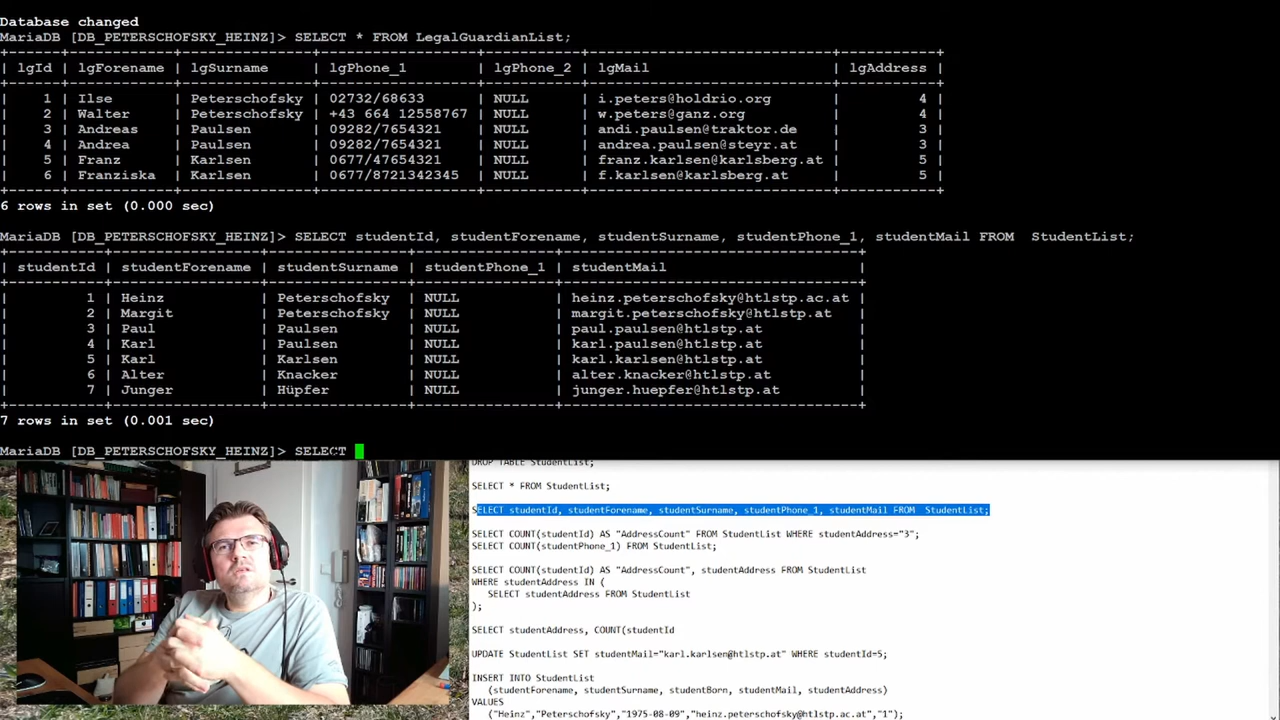 Database changed
MariaDB [DB_PETERSCHOFSKY_HEINZ]> SELECT * FROM LegalGuardianList;
+------+-----------+---------------+------------------+-----------+--------------------------------+-----------+
| lgId | lgForename | lgSurname | lgPhone_1 | lgPhone_2 | lgMail | lgAddress |
| 1 | Ilse | Peterschofsky | 02732/68633 | NULL | i.peters@holdrio.org | 4 |
| 2 | Walter | Peterschofsky | +43 664 12558767 | NULL | w.peters@ganz.org | 4 |
| 3 | Andreas | Paulsen | 09282/7654321 | NULL | andi.paulsen@traktor.de | 3 |
| 4 | Andrea | Paulsen | 09282/7654321 | NULL | andrea.paulsen@steyr.at | 3 |
| 5 | Franz | Karlsen | 0677/47654321 | NULL | franz.karlsen@karlsberg.at | 5 |
| 6 | Franziska | Karlsen | 0677/8721342345 | NULL | f.karlsen@karlsberg.at | 5 |
6 rows in set (0.000 sec)
MariaDB [DB_PETERSCHOFSKY_HEINZ]> SELECT studentId, studentForename, studentSurname, studentPhone_1, studentMail FROM  StudentList;
| studentId | studentForename | studentSurname | studentPhone_1 | studentMail |
| 1 | Heinz | Peterschofsky | NULL | heinz.peterschofsky@htlstp.ac.at |
| 2 | Margit | Peterschofsky | NULL | margit.peterschofsky@htlstp.at |
| 3 | Paul | Paulsen | NULL | paul.paulsen@htlstp.at |
| 4 | Karl | Paulsen | NULL | karl.paulsen@htlstp.at |
| 5 | Karl | Karlsen | NULL | karl.karlsen@htlstp.at |
| 6 | Alter | Knacker | NULL | alter.knacker@htlstp.at |
| 7 | Junger | Hüpfer | NULL | junger.huepfer@htlstp.at |
7 rows in set (0.001 sec)
MariaDB [DB_PETERSCHOFSKY_HEINZ]> SELECT
DROP TABLE StudentList;
SELECT * FROM StudentList;
SELECT studentId, studentForename, studentSurname, studentPhone_1, studentMail FROM  StudentList;
SELECT COUNT(studentId) AS "AddressCount" FROM StudentList WHERE studentAddress="3";
SELECT COUNT(studentPhone_1) FROM StudentList;
SELECT COUNT(studentId) AS "AddressCount", studentAddress FROM StudentList
WHERE studentAddress IN (
SELECT studentAddress FROM StudentList
);
SELECT studentAddress, COUNT(studentId
UPDATE StudentList SET studentMail="karl.karlsen@htlstp.at" WHERE studentId=5;
INSERT INTO StudentList
(studentForename, studentSurname, studentBorn, studentMail, studentAddress)
VALUES
("Heinz","Peterschofsky","1975-08-09","heinz.peterschofsky@htlstp.ac.at","1");